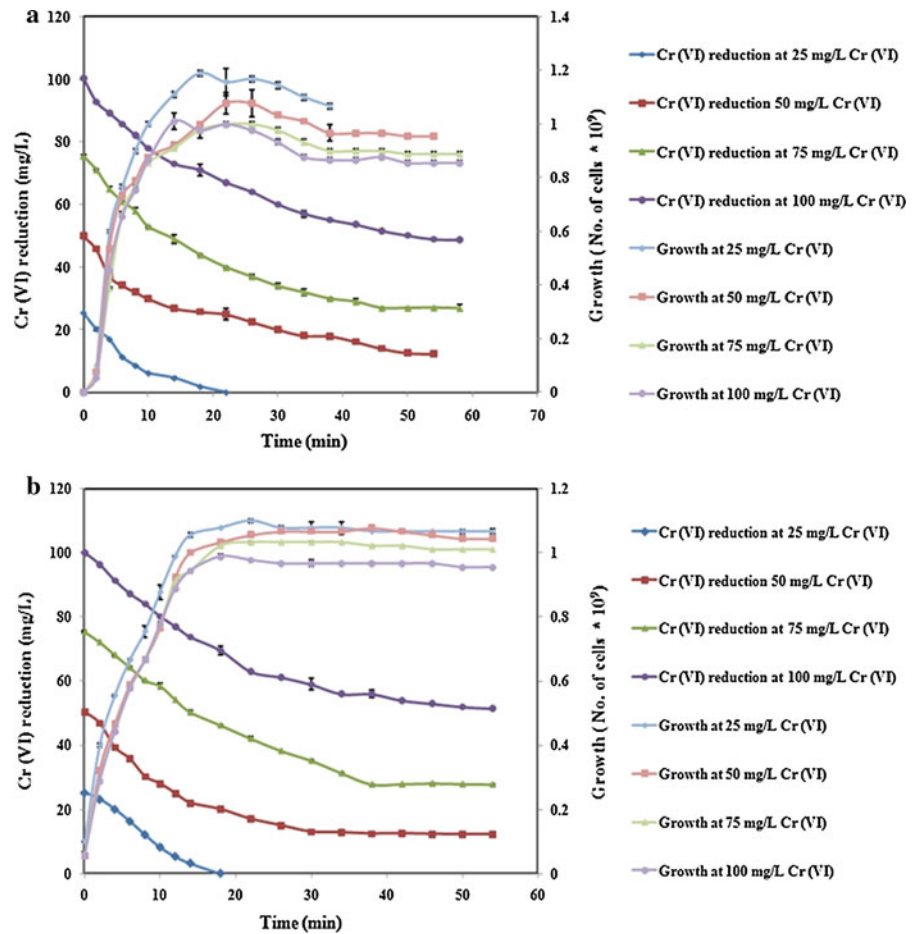 a
120
100
80
60
40
20
0
Cr (VI) reduction (mg/L)
0 10 20 30 40 50 60 70
Time (min)
1.4
1.2
1
0.8
0.6
0.4
0.2
0
Growth ( No. of cells * 10⁹)
Cr (VI) reduction at 25 mg/L Cr (VI)
Cr (VI) reduction 50 mg/L Cr (VI)
Cr (VI) reduction at 75 mg/L Cr (VI)
Cr (VI) reduction at 100 mg/L Cr (VI)
Growth at 25 mg/L Cr (VI)
Growth at 50 mg/L Cr (VI)
Growth at 75 mg/L Cr (VI)
Growth at 100 mg/L Cr (VI)
b
120
100
80
60
40
20
0
Cr (VI) reduction (mg/L)
0 10 20 30 40 50 60
Time (min)
1.2
1
0.8
0.6
0.4
0.2
0
Growth ( No. of cells * 10⁹)
Cr (VI) reduction at 25 mg/L Cr (VI)
Cr (VI) reduction 50 mg/L Cr (VI)
Cr (VI) reduction at 75 mg/L Cr (VI)
Cr (VI) reduction at 100 mg/L Cr (VI)
Growth at 25 mg/L Cr (VI)
Growth at 50 mg/L Cr (VI)
Growth at 75 mg/L Cr (VI)
Growth at 100 mg/L Cr (VI)